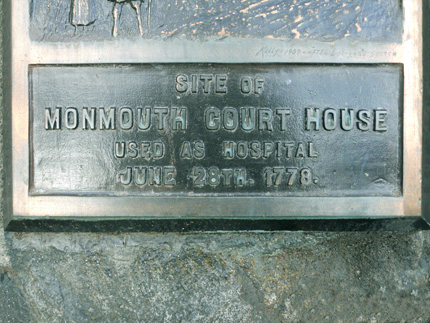 SITE OF
MONMOUTH COURT HOUSE
USED AS HOSPITAL
JUNE 28TH. 1778.